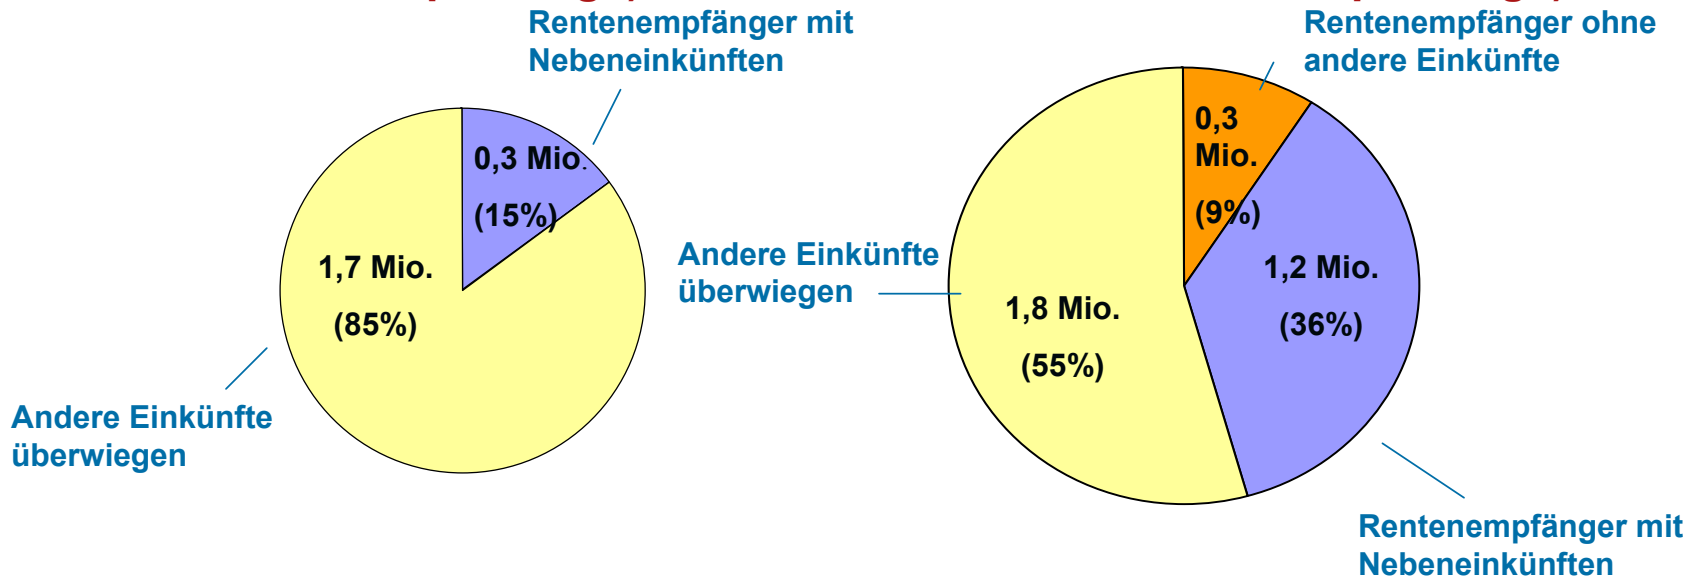 Rentenempfänger mit
Nebeneinkünften
0,3 Mio.
(15%)
1,7 Mio.
(85%)
Andere Einkünfte
überwiegen
Rentenempfänger ohne
andere Einkünfte
0,3
Mio.
(9%)
Andere Einkünfte
überwiegen
1,2 Mio.
(36%)
1,8 Mio.
(55%)
Rentenempfänger mit
Nebeneinkünften